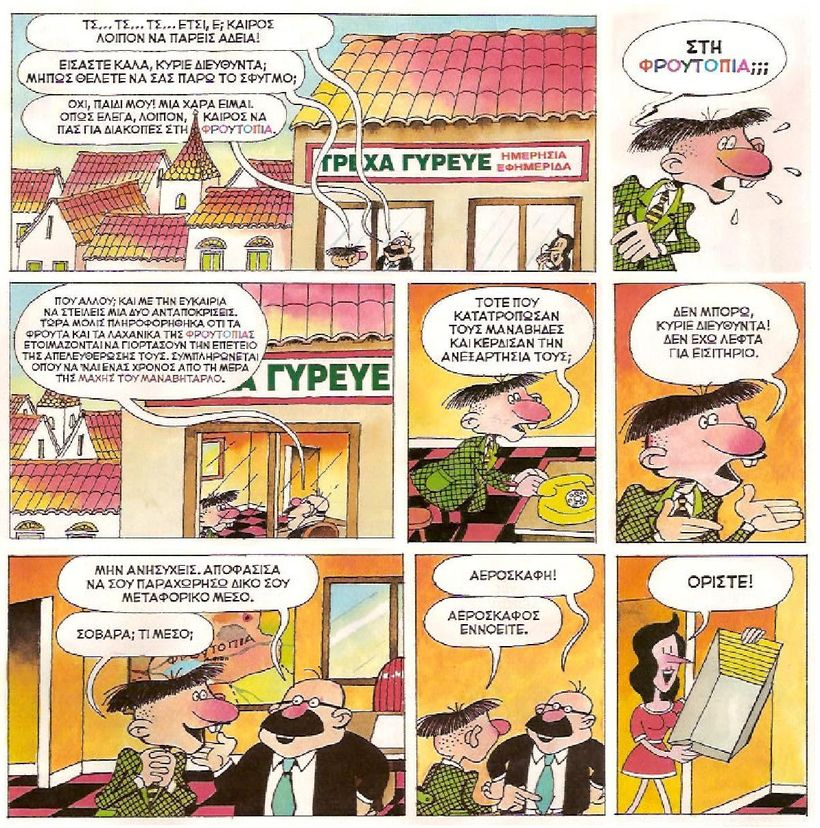 ΤΣ... ΤΣ... ΤΣ... ΕΤΣΙ, Ε; ΚΑΙΡΟΣ
ΛΟΙΠΟΝ ΝΑ ΠΑΡΕΙΣ ΑΔΕΙΑ!
ΕΙΣΑΣΤΕ ΚΑΛΑ, ΚΥΡΙΕ ΔΙΕΥΘΥΝΤΑ;
ΜΗΠΩΣ ΘΕΛΕΤΕ ΝΑ ΣΑΣ ΠΑΡΩ ΤΟ ΣΦΥΓΜΟ;
ΟΧΙ, ΠΑΙΔΙ ΜΟΥ! ΜΙΑ ΧΑΡΑ ΕΙΜΑΙ.
ΟΠΩΣ ΕΛΕΓΑ, ΛΟΙΠΟΝ, ΚΑΙΡΟΣ ΝΑ
ΠΑΣ ΓΙΑ ΔΙΑΚΟΠΕΣ ΣΤΗ ΦΡΟΥΤΟΠΙΑ.
ΤΡΕΧΑ ΓΥΡΕΥΕ
ΗΜΕΡΗΣΙΑ
ΕΦΗΜΕΡΙΔΑ
ΣΤΗ
ΦΡΟΥΤΟΠΙΑ;;;
ΠΟΥ ΑΛΛΟΥ; ΚΑΙ ΜΕ ΤΗΝ ΕΥΚΑΙΡΙΑ
ΝΑ ΣΤΕΙΛΕΙΣ ΜΙΑ ΔΥΟ ΑΝΤΑΠΟΚΡΙΣΕΙΣ.
ΤΩΡΑ ΜΟΛΙΣ ΠΛΗΡΟΦΟΡΗΘΗΚΑ ΟΤΙ ΤΑ
ΦΡΟΥΤΑ ΚΑΙ ΤΑ ΛΑΧΑΝΙΚΑ ΤΗΣ ΦΡΟΥΤΟΠΙΑΣ
ΕΤΟΙΜΑΖΟΝΤΑΙ ΝΑ ΓΙΟΡΤΑΣΟΥΝ ΤΗΝ ΕΠΕΤΕΙΟ
ΤΗΣ ΑΠΕΛΕΥΘΕΡΩΣΗΣ ΤΟΥΣ. ΣΥΜΠΛΗΡΩΝΕΤΑΙ
ΟΠΟΥ ΝΑ 'ΝΑΙ ΕΝΑΣ ΧΡΟΝΟΣ ΑΠΟ ΤΗ ΜΕΡΑ
ΤΗΣ ΜΑΧΗΣ ΤΟΥ ΜΑΝΑΒΗΤΑΡΛΟ.
Α ΓΥΡΕΥΕ
ΤΟΤΕ ΠΟΥ
ΚΑΤΑΤΡΟΠΩΣΑΝ
ΤΟΥΣ ΜΑΝΑΒΗΔΕΣ
ΚΑΙ ΚΕΡΔΙΣΑΝ ΤΗΝ
ΑΝΕΞΑΡΤΗΣΙΑ ΤΟΥΣ;
ΔΕΝ ΜΠΟΡΩ,
ΚΥΡΙΕ ΔΙΕΥΘΥΝΤΑ!
ΔΕΝ ΕΧΩ ΛΕΦΤΑ
ΓΙΑ ΕΙΣΙΤΗΡΙΟ.
ΜΗΝ ΑΝΗΣΥΧΕΙΣ. ΑΠΟΦΑΣΙΣΑ
ΝΑ ΣΟΥ ΠΑΡΑΧΩΡΗΣΩ ΔΙΚΟ ΣΟΥ
ΜΕΤΑΦΟΡΙΚΟ ΜΕΣΟ.
ΣΟΒΑΡΑ; ΤΙ ΜΕΣΟ;
ΦΡΟΥΤΟΠΙΑ
ΑΕΡΟΣΚΑΦΗ!
ΑΕΡΟΣΚΑΦΟΣ
ΕΝΝΟΕΙΤΕ.
ΟΡΙΣΤΕ!